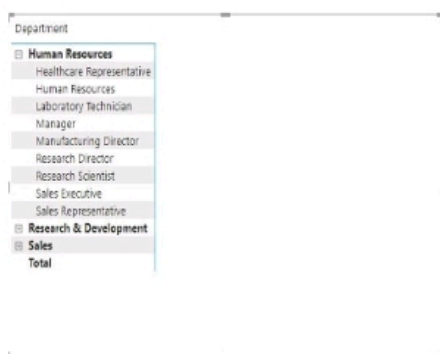 Department
Human Resources
Healthcare Representative
Human Resources
Laboratory Technician
Manager
Manufacturing Director
Research Director
Research Scientist
Sales Executive
Sales Representative
Research & Development
Sales
Total